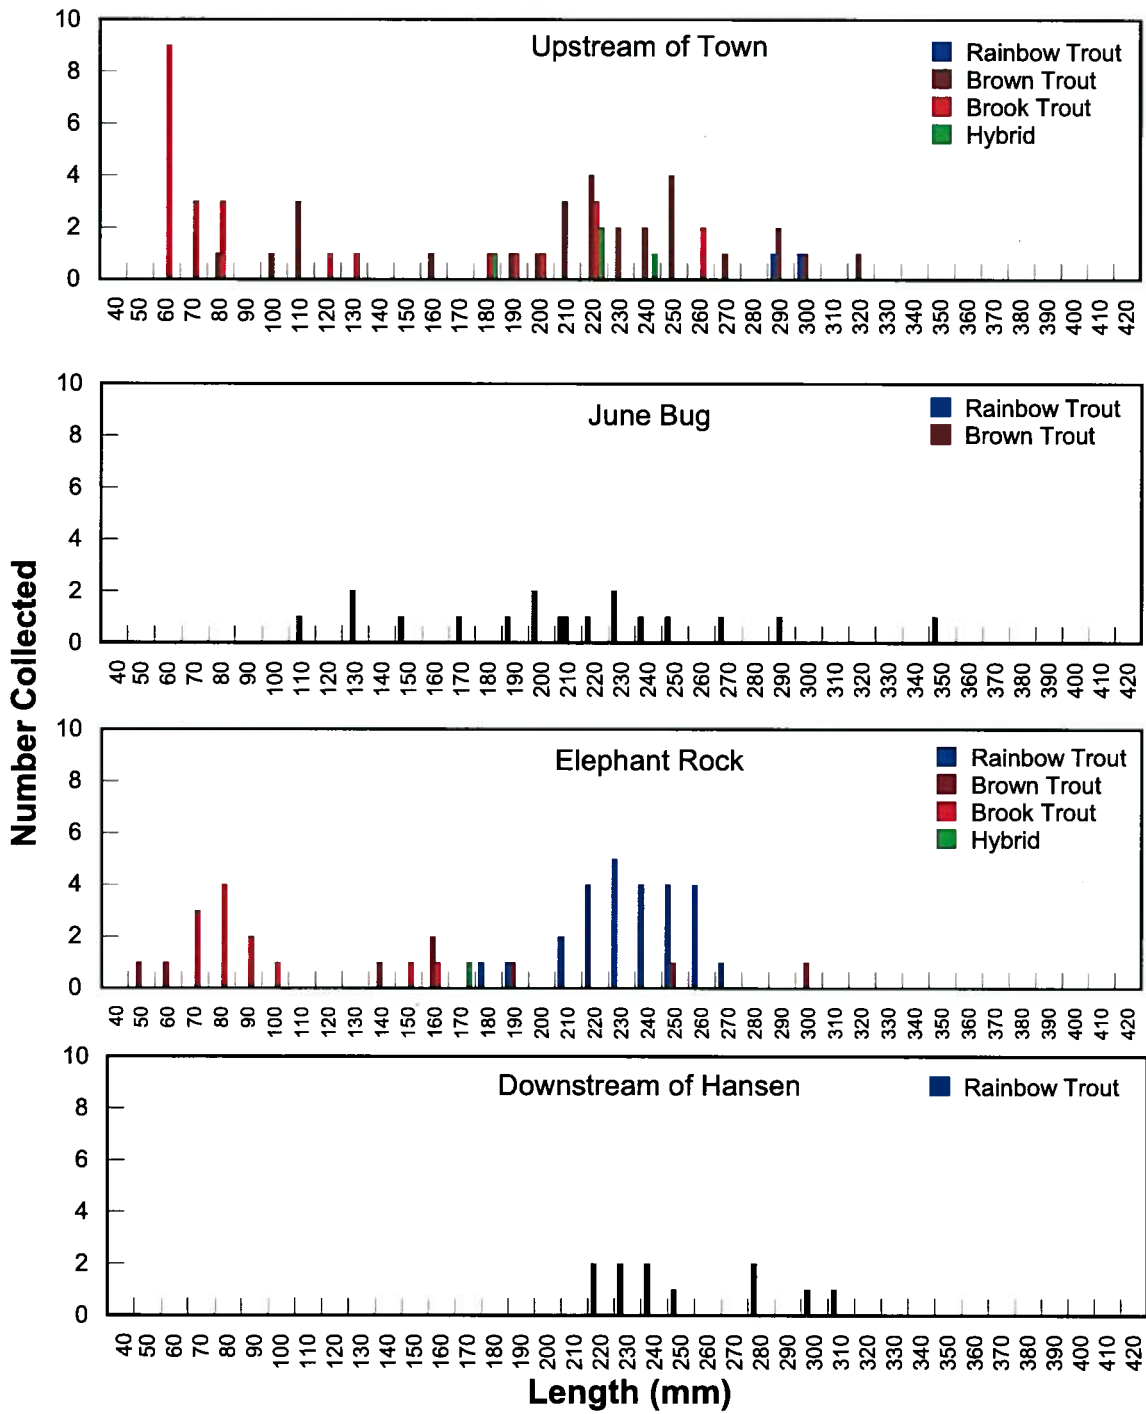 Upstream of Town
Rainbow Trout
Brown Trout
Brook Trout
Hybrid
10
8
6
4
2
0
40 50 60 70 80 90 100 110 120 130 140 150 160 170 180 190 200 210 220 230 240 250 260 270 280 290 300 310 320 330 340 350 360 370 380 390 400 410 420
June Bug
Rainbow Trout
Brown Trout
10
8
6
4
2
0
40 50 60 70 80 90 100 110 120 130 140 150 160 170 180 190 200 210 220 230 240 250 260 270 280 290 300 310 320 330 340 350 360 370 380 390 400 410 420
Number Collected
Elephant Rock
Rainbow Trout
Brown Trout
Brook Trout
Hybrid
10
8
6
4
2
0
40 50 60 70 80 90 100 110 120 130 140 150 160 170 180 190 200 210 220 230 240 250 260 270 280 290 300 310 320 330 340 350 360 370 380 390 400 410 420
Downstream of Hansen
Rainbow Trout
10
8
6
4
2
0
40 50 60 70 80 90 100 110 120 130 140 150 160 170 180 190 200 210 220 230 240 250 260 270 280 290 300 310 320 330 340 350 360 370 380 390 400 410 420
Length (mm)